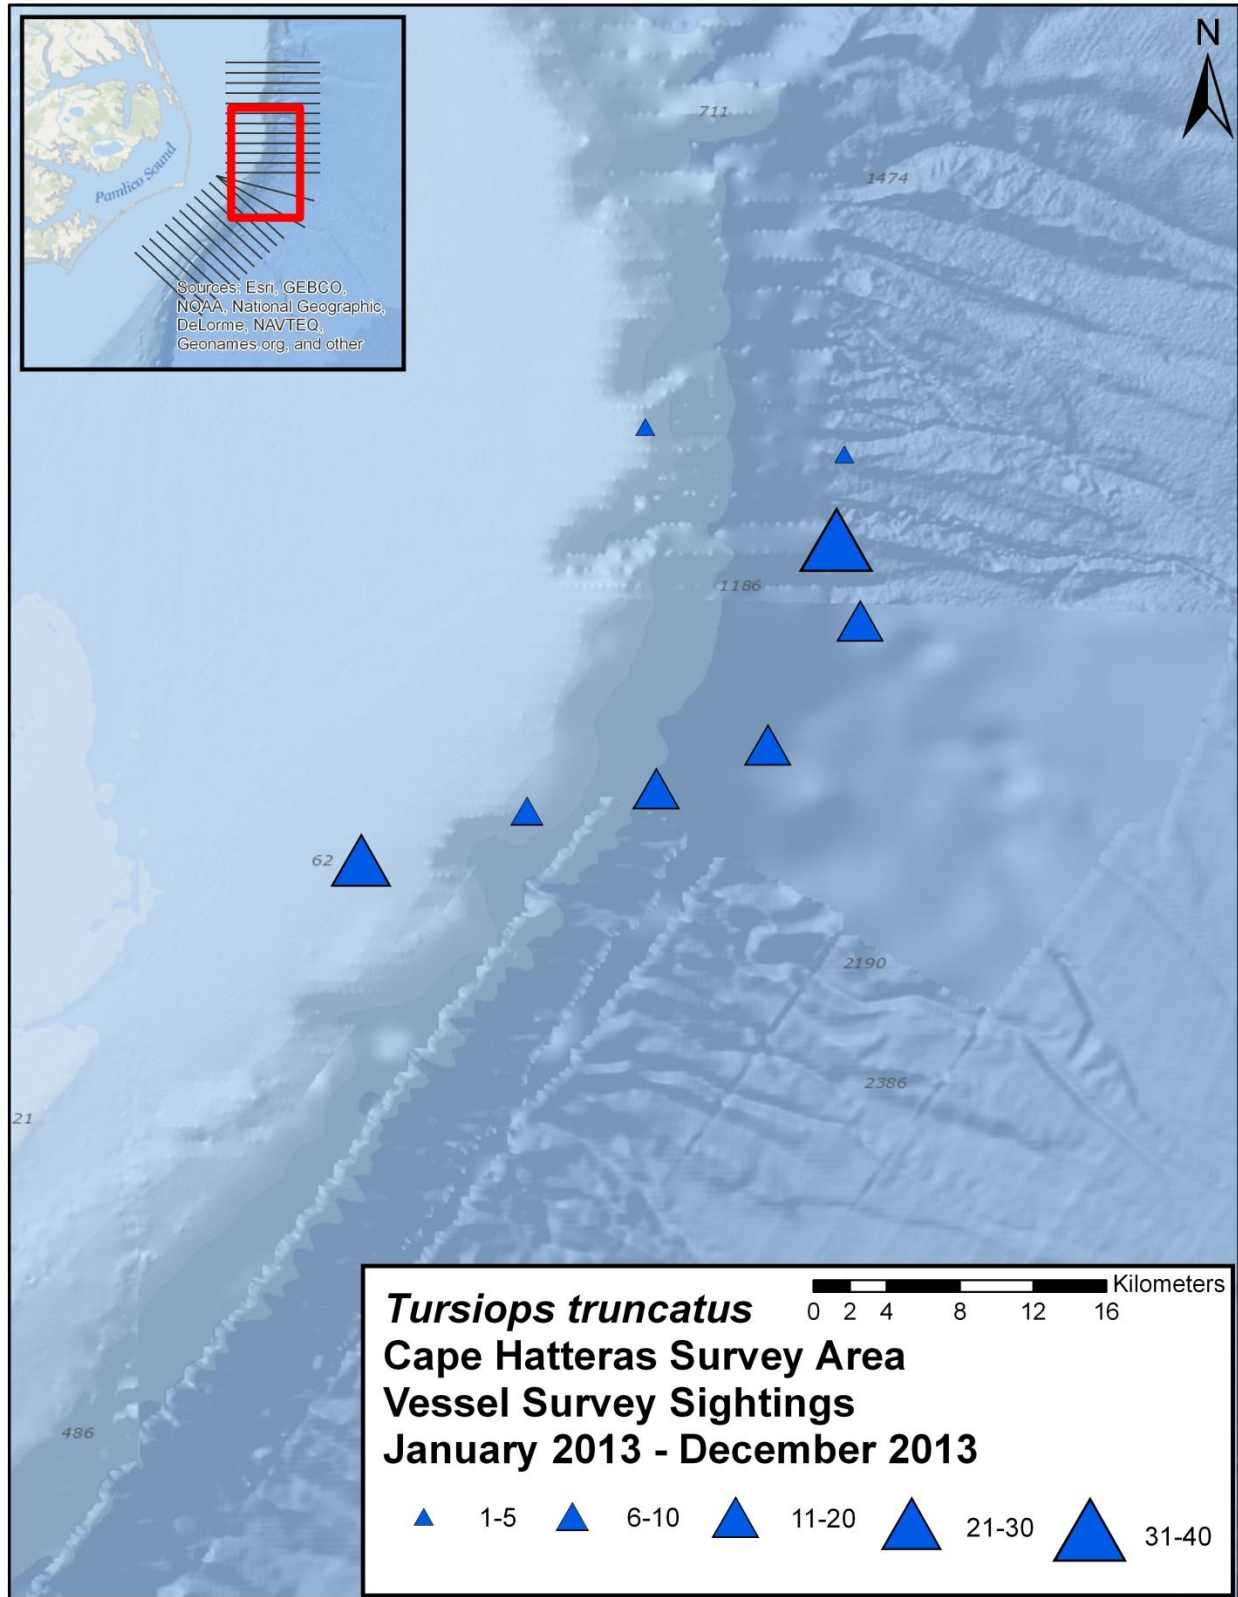 N
711
Pamlico Sound
1474
Sources: Esri, GEBCO,
NOAA, National Geographic,
DeLorme, NAVTEQ,
Geonames.org, and other
1186
62
2190
2386
21
486
Tursiops truncatus
Kilometers
0 2 4 8 12 16
Cape Hatteras Survey Area
Vessel Survey Sightings
January 2013 - December 2013
1-5 6-10 11-20 21-30 31-40